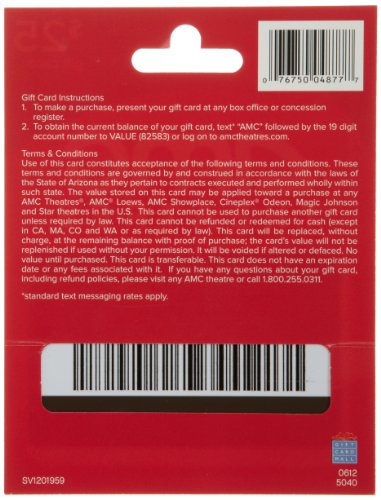 $25
0 76750 04877 7
Gift Card Instructions
1. To make a purchase, present your gift card at any box office or concession
register.
2. To obtain the current balance of your gift card, text* "AMC" followed by the 19 digit
account number to VALUE (82583) or log on to amctheatres.com.
Terms & Conditions
Use of this card constitutes acceptance of the following terms and conditions. These
terms and conditions are governed by and construed in accordance with the laws of
the State of Arizona as they pertain to contracts executed and performed wholly within
such state. The value stored on this card may be applied toward a purchase at any
AMC Theatres®, AMC® Loews, AMC Showplace, Cineplex® Odeon, Magic Johnson
and Star theatres in the U.S. This card cannot be used to purchase another gift card
unless required by law. This card cannot be refunded or redeemed for cash (except
in CA, MA, CO and WA or as required by law). This card will be replaced, without
charge, at the remaining balance with proof of purchase; the card's value will not be
replenished if used without your permission. It will be voided if altered or defaced. No
value until purchased. This card is transferable. This card does not have an expiration
date or any fees associated with it. If you have any questions about your gift card,
including refund policies, please visit any AMC theatre or call 1.800.255.0311.
*standard text messaging rates apply.
GIFT
CARD
MALL
SV1201959
0612
5040